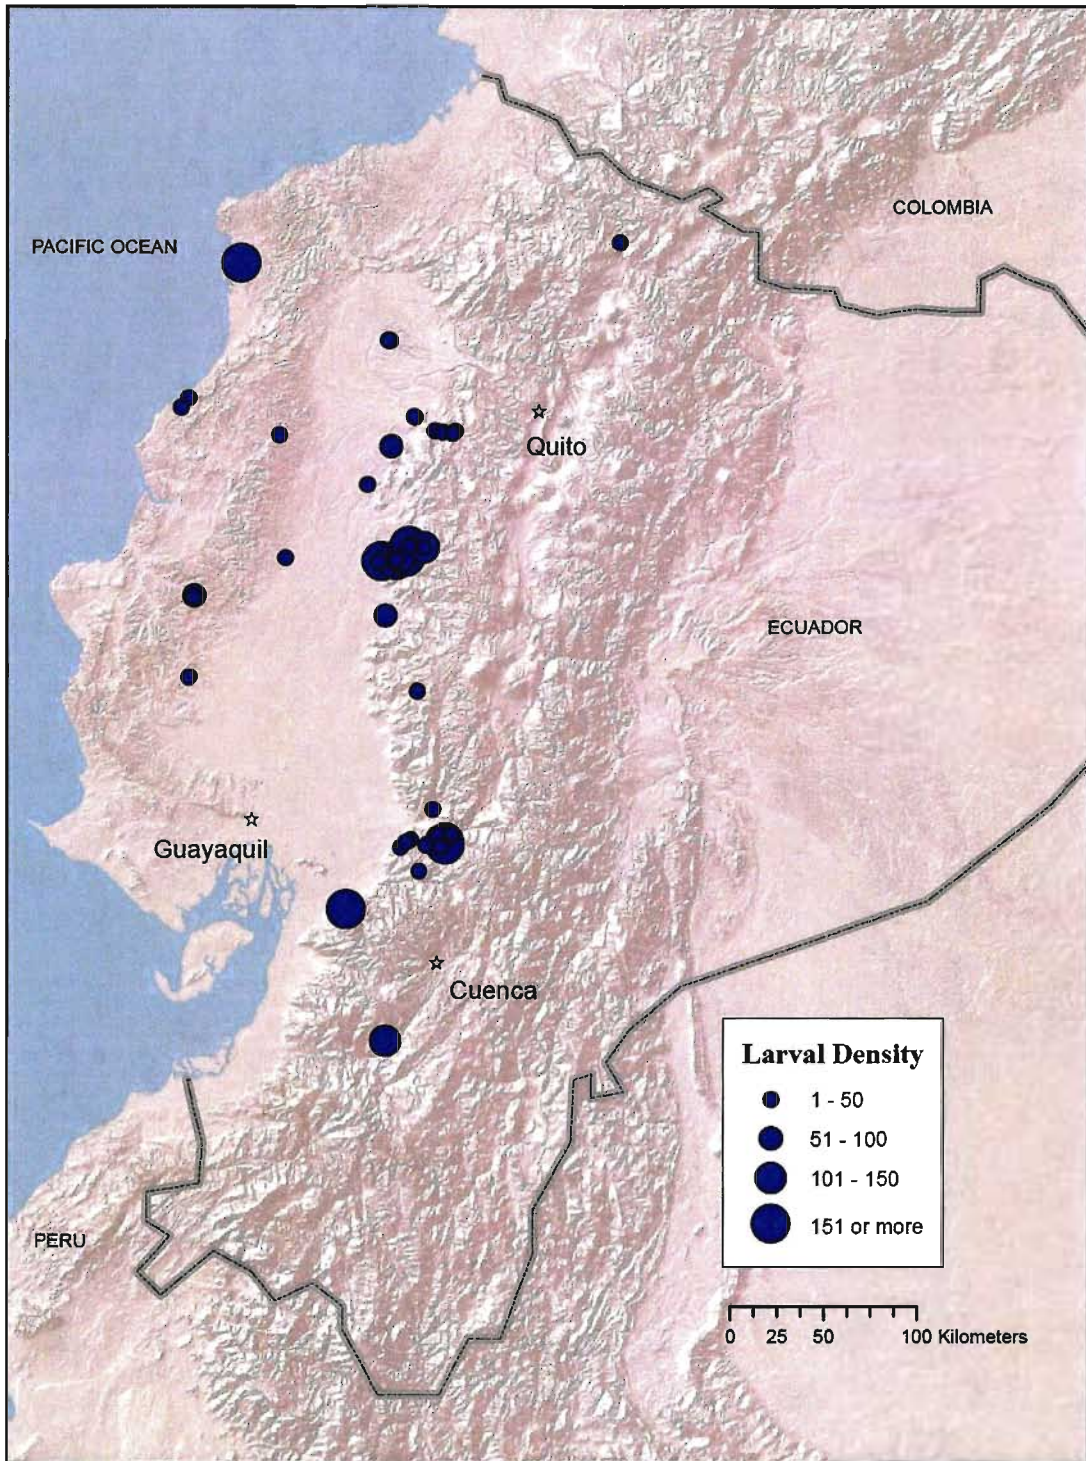 COLOMBIA
PACIFIC OCEAN
Quito
ECUADOR
Guayaquil
Cuenca
Larval Density
1 - 50
51 - 100
101 - 150
151 or more
PERU
0 25 50 100 Kilometers